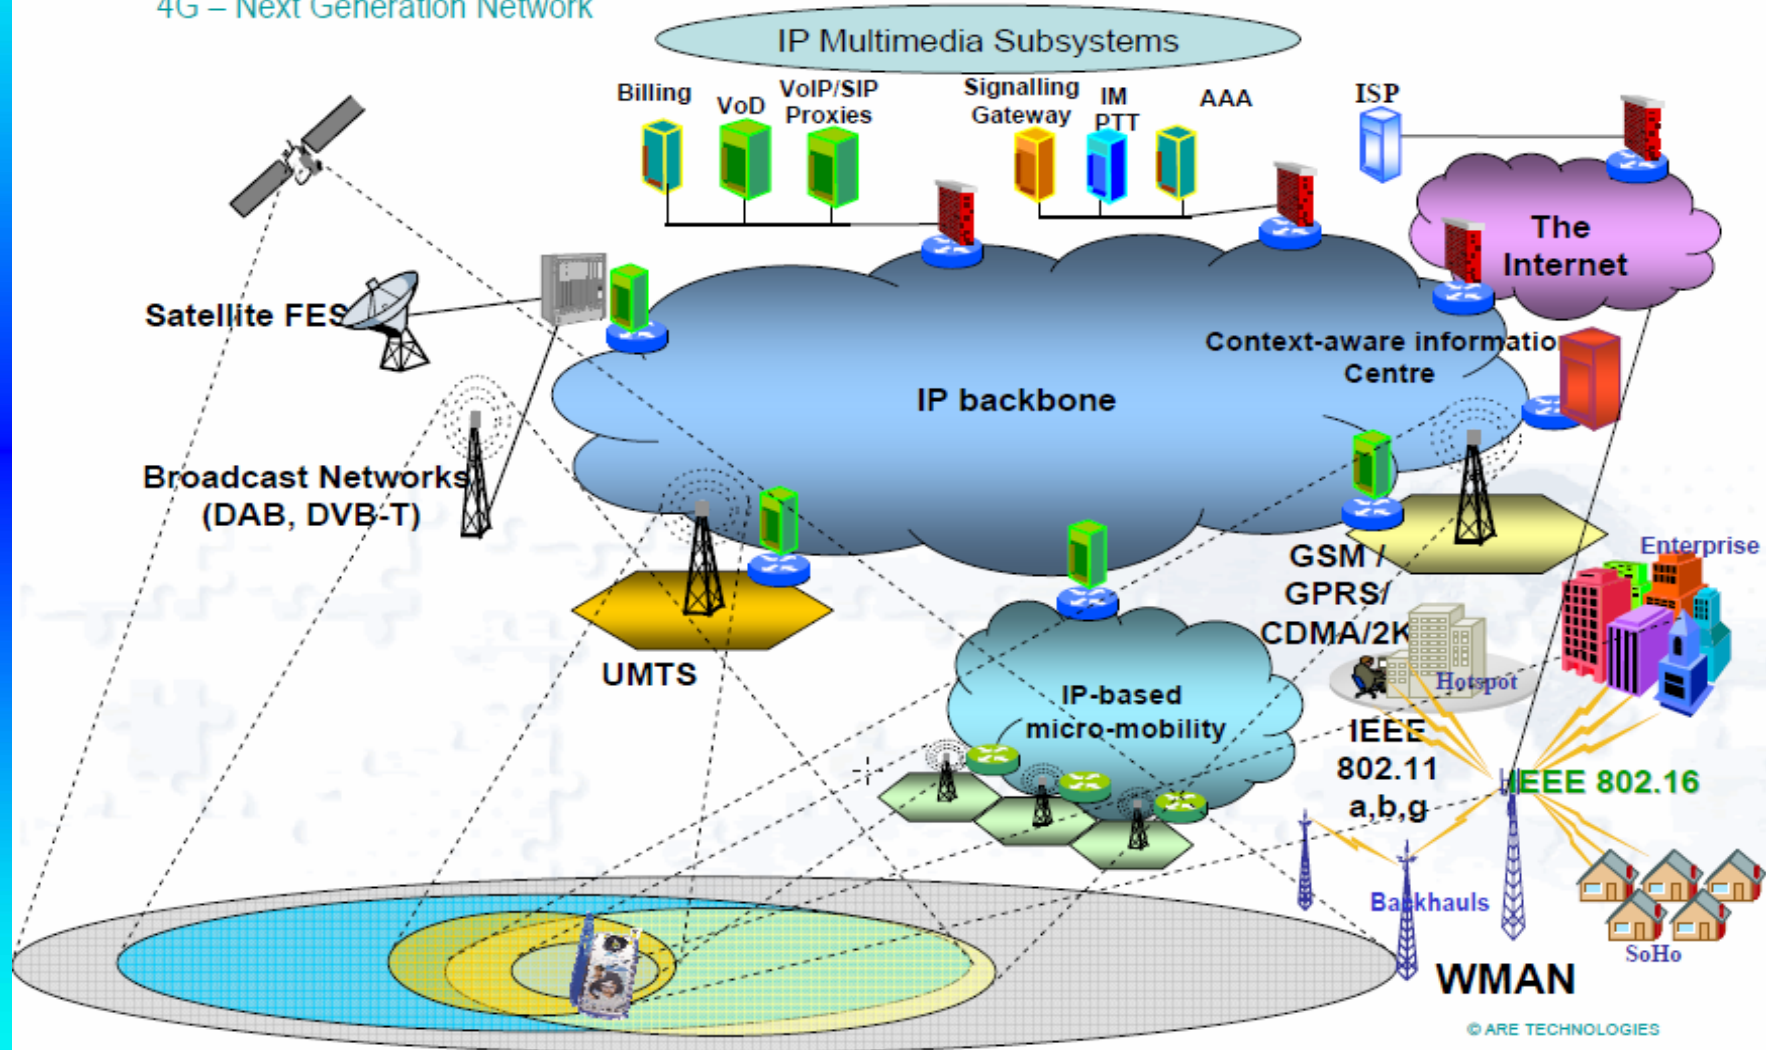 4G – Next Generation Network
IP Multimedia Subsystems
Billing
VoD
VoIP/SIP
Proxies
Signalling
Gateway
IM
PTT
AAA
ISP
The
Internet
Satellite FES
Context-aware information
Centre
IP backbone
Broadcast Networks
(DAB, DVB-T)
UMTS
GSM /
GPRS/
CDMA/2K
Enterprise
Hotspot
IP-based
micro-mobility
IEEE
802.11
a,b,g
IEEE 802.16
Backhauls
SoHo
WMAN
© ARE TECHNOLOGIES